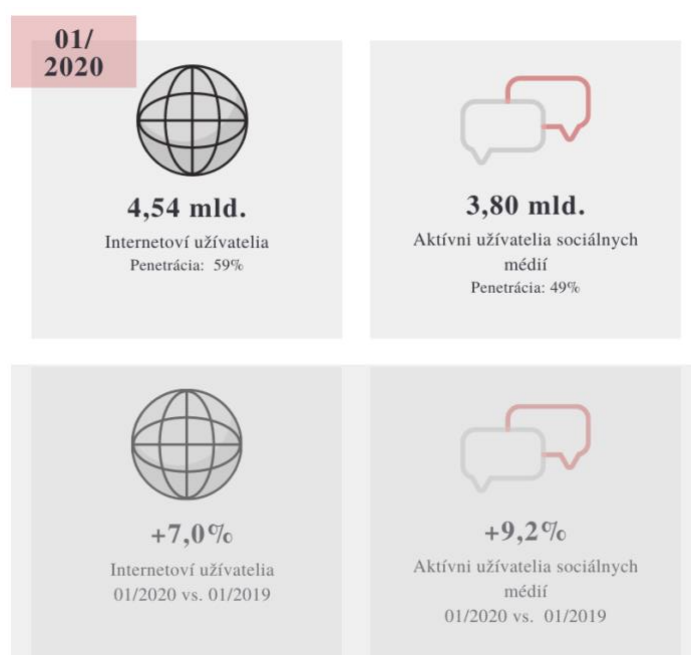 01/
2020
4,54 mld.
Internetoví užívatelia
Penetrácia: 59%
3,80 mld.
Aktívni užívatelia sociálnych
médií
Penetrácia: 49%
+7,0%
Internetoví užívatelia
01/2020 vs. 01/2019
+9,2%
Aktívni užívatelia sociálnych
médií
01/2020 vs. 01/2019